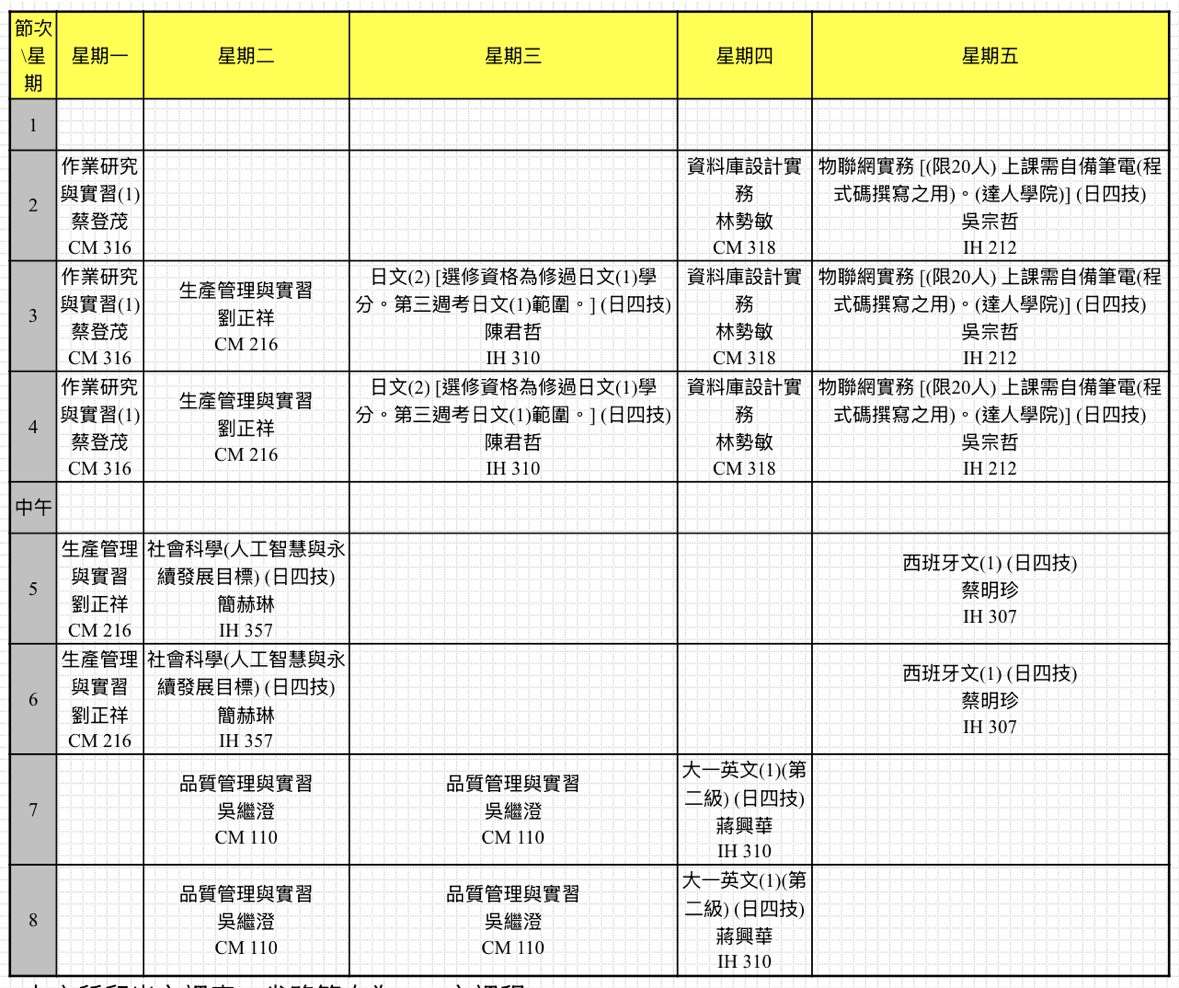 節次
\星
期
星期一
星期二
星期三
星期四
星期五
1
2
作業研究
與實習(1)
蔡登茂
CM 316
資料庫設計實
務
林勢敏
CM 318
物聯網實務 [(限20人) 上課需自備筆電(程
式碼撰寫之用)。(達人學院)] (日四技)
吳宗哲
IH 212
3
作業研究
與實習(1)
蔡登茂
CM 316
生產管理與實習
劉正祥
CM 216
日文(2) [選修資格為修過日文(1)學
分。第三週考日文(1)範圍。] (日四技)
陳君哲
IH 310
資料庫設計實
務
林勢敏
CM 318
物聯網實務 [(限20人) 上課需自備筆電(程
式碼撰寫之用)。(達人學院)] (日四技)
吳宗哲
IH 212
4
作業研究
與實習(1)
蔡登茂
CM 316
生產管理與實習
劉正祥
CM 216
日文(2) [選修資格為修過日文(1)學
分。第三週考日文(1)範圍。] (日四技)
陳君哲
IH 310
資料庫設計實
務
林勢敏
CM 318
物聯網實務 [(限20人) 上課需自備筆電(程
式碼撰寫之用)。(達人學院)] (日四技)
吳宗哲
IH 212
中午
5
生產管理
與實習
劉正祥
CM 216
社會科學(人工智慧與永
續發展目標) (日四技)
簡赫琳
IH 357
西班牙文(1) (日四技)
蔡明珍
IH 307
6
生產管理
與實習
劉正祥
CM 216
社會科學(人工智慧與永
續發展目標) (日四技)
簡赫琳
IH 357
西班牙文(1) (日四技)
蔡明珍
IH 307
7
品質管理與實習
吳繼澄
CM 110
品質管理與實習
吳繼澄
CM 110
大一英文(1)(第
二級) (日四技)
蔣興華
IH 310
8
品質管理與實習
吳繼澄
CM 110
品質管理與實習
吳繼澄
CM 110
大一英文(1)(第
二級) (日四技)
蔣興華
IH 310